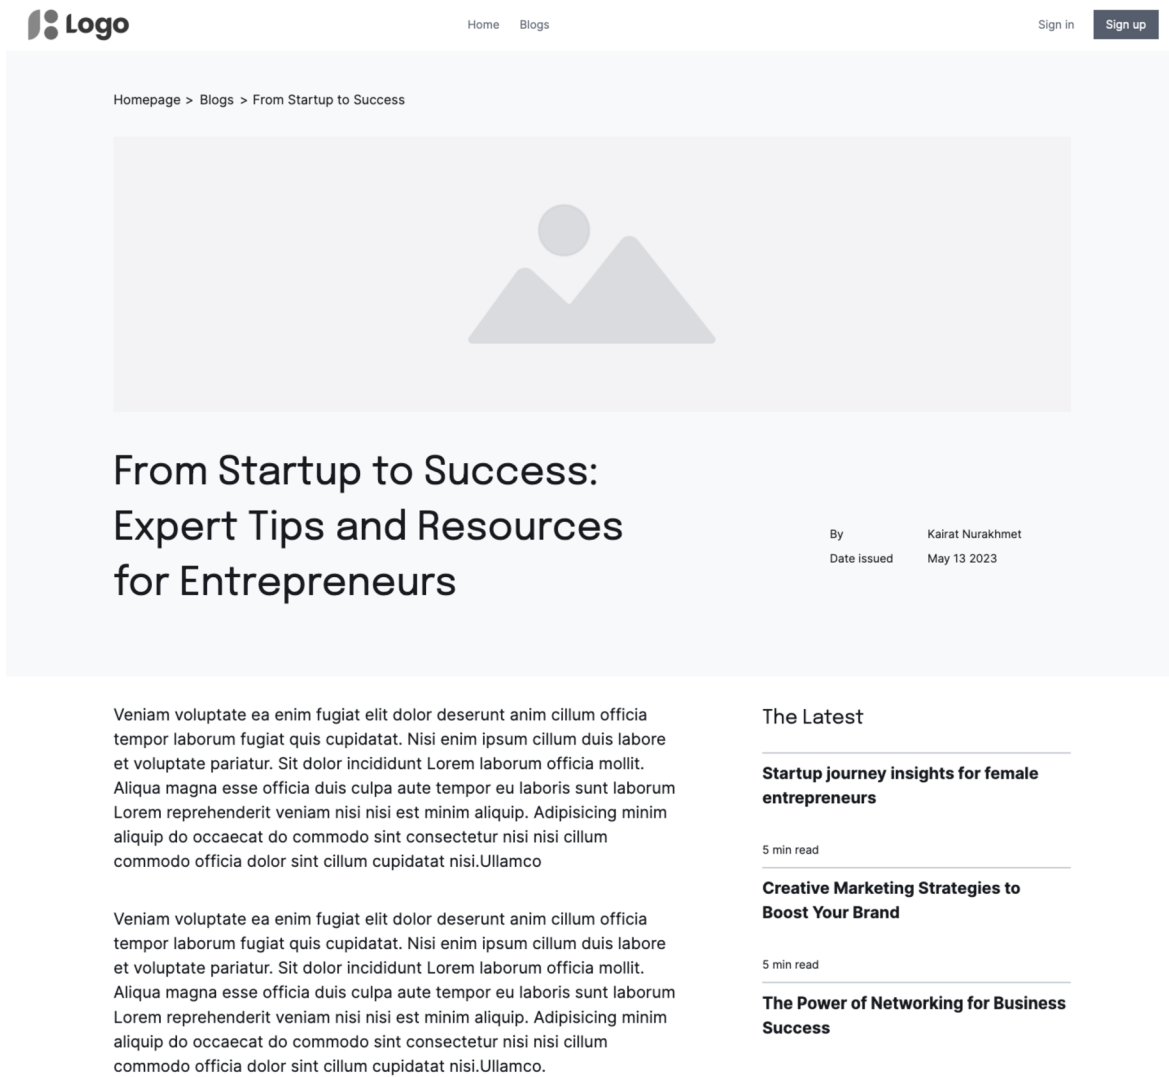 Logo
Home
Blogs
Sign in
Sign up
Homepage > Blogs > From Startup to Success
From Startup to Success:
Expert Tips and Resources
for Entrepreneurs
By Kairat Nurakhmet
Date issued May 13 2023
Veniam voluptate ea enim fugiat elit dolor deserunt anim cillum officia
tempor laborum fugiat quis cupidatat. Nisi enim ipsum cillum duis labore
et voluptate pariatur. Sit dolor incididunt Lorem laborum officia mollit.
Aliqua magna esse officia duis culpa aute tempor eu laboris sunt laborum
Lorem reprehenderit veniam nisi nisi est minim aliquip. Adipisicing minim
aliquip do occaecat do commodo sint consectetur nisi nisi cillum
commodo officia dolor sint cillum cupidatat nisi.Ullamco
Veniam voluptate ea enim fugiat elit dolor deserunt anim cillum officia
tempor laborum fugiat quis cupidatat. Nisi enim ipsum cillum duis labore
et voluptate pariatur. Sit dolor incididunt Lorem laborum officia mollit.
Aliqua magna esse officia duis culpa aute tempor eu laboris sunt laborum
Lorem reprehenderit veniam nisi nisi est minim aliquip. Adipisicing minim
aliquip do occaecat do commodo sint consectetur nisi nisi cillum
commodo officia dolor sint cillum cupidatat nisi.Ullamco.
The Latest
Startup journey insights for female
entrepreneurs
5 min read
Creative Marketing Strategies to
Boost Your Brand
5 min read
The Power of Networking for Business
Success